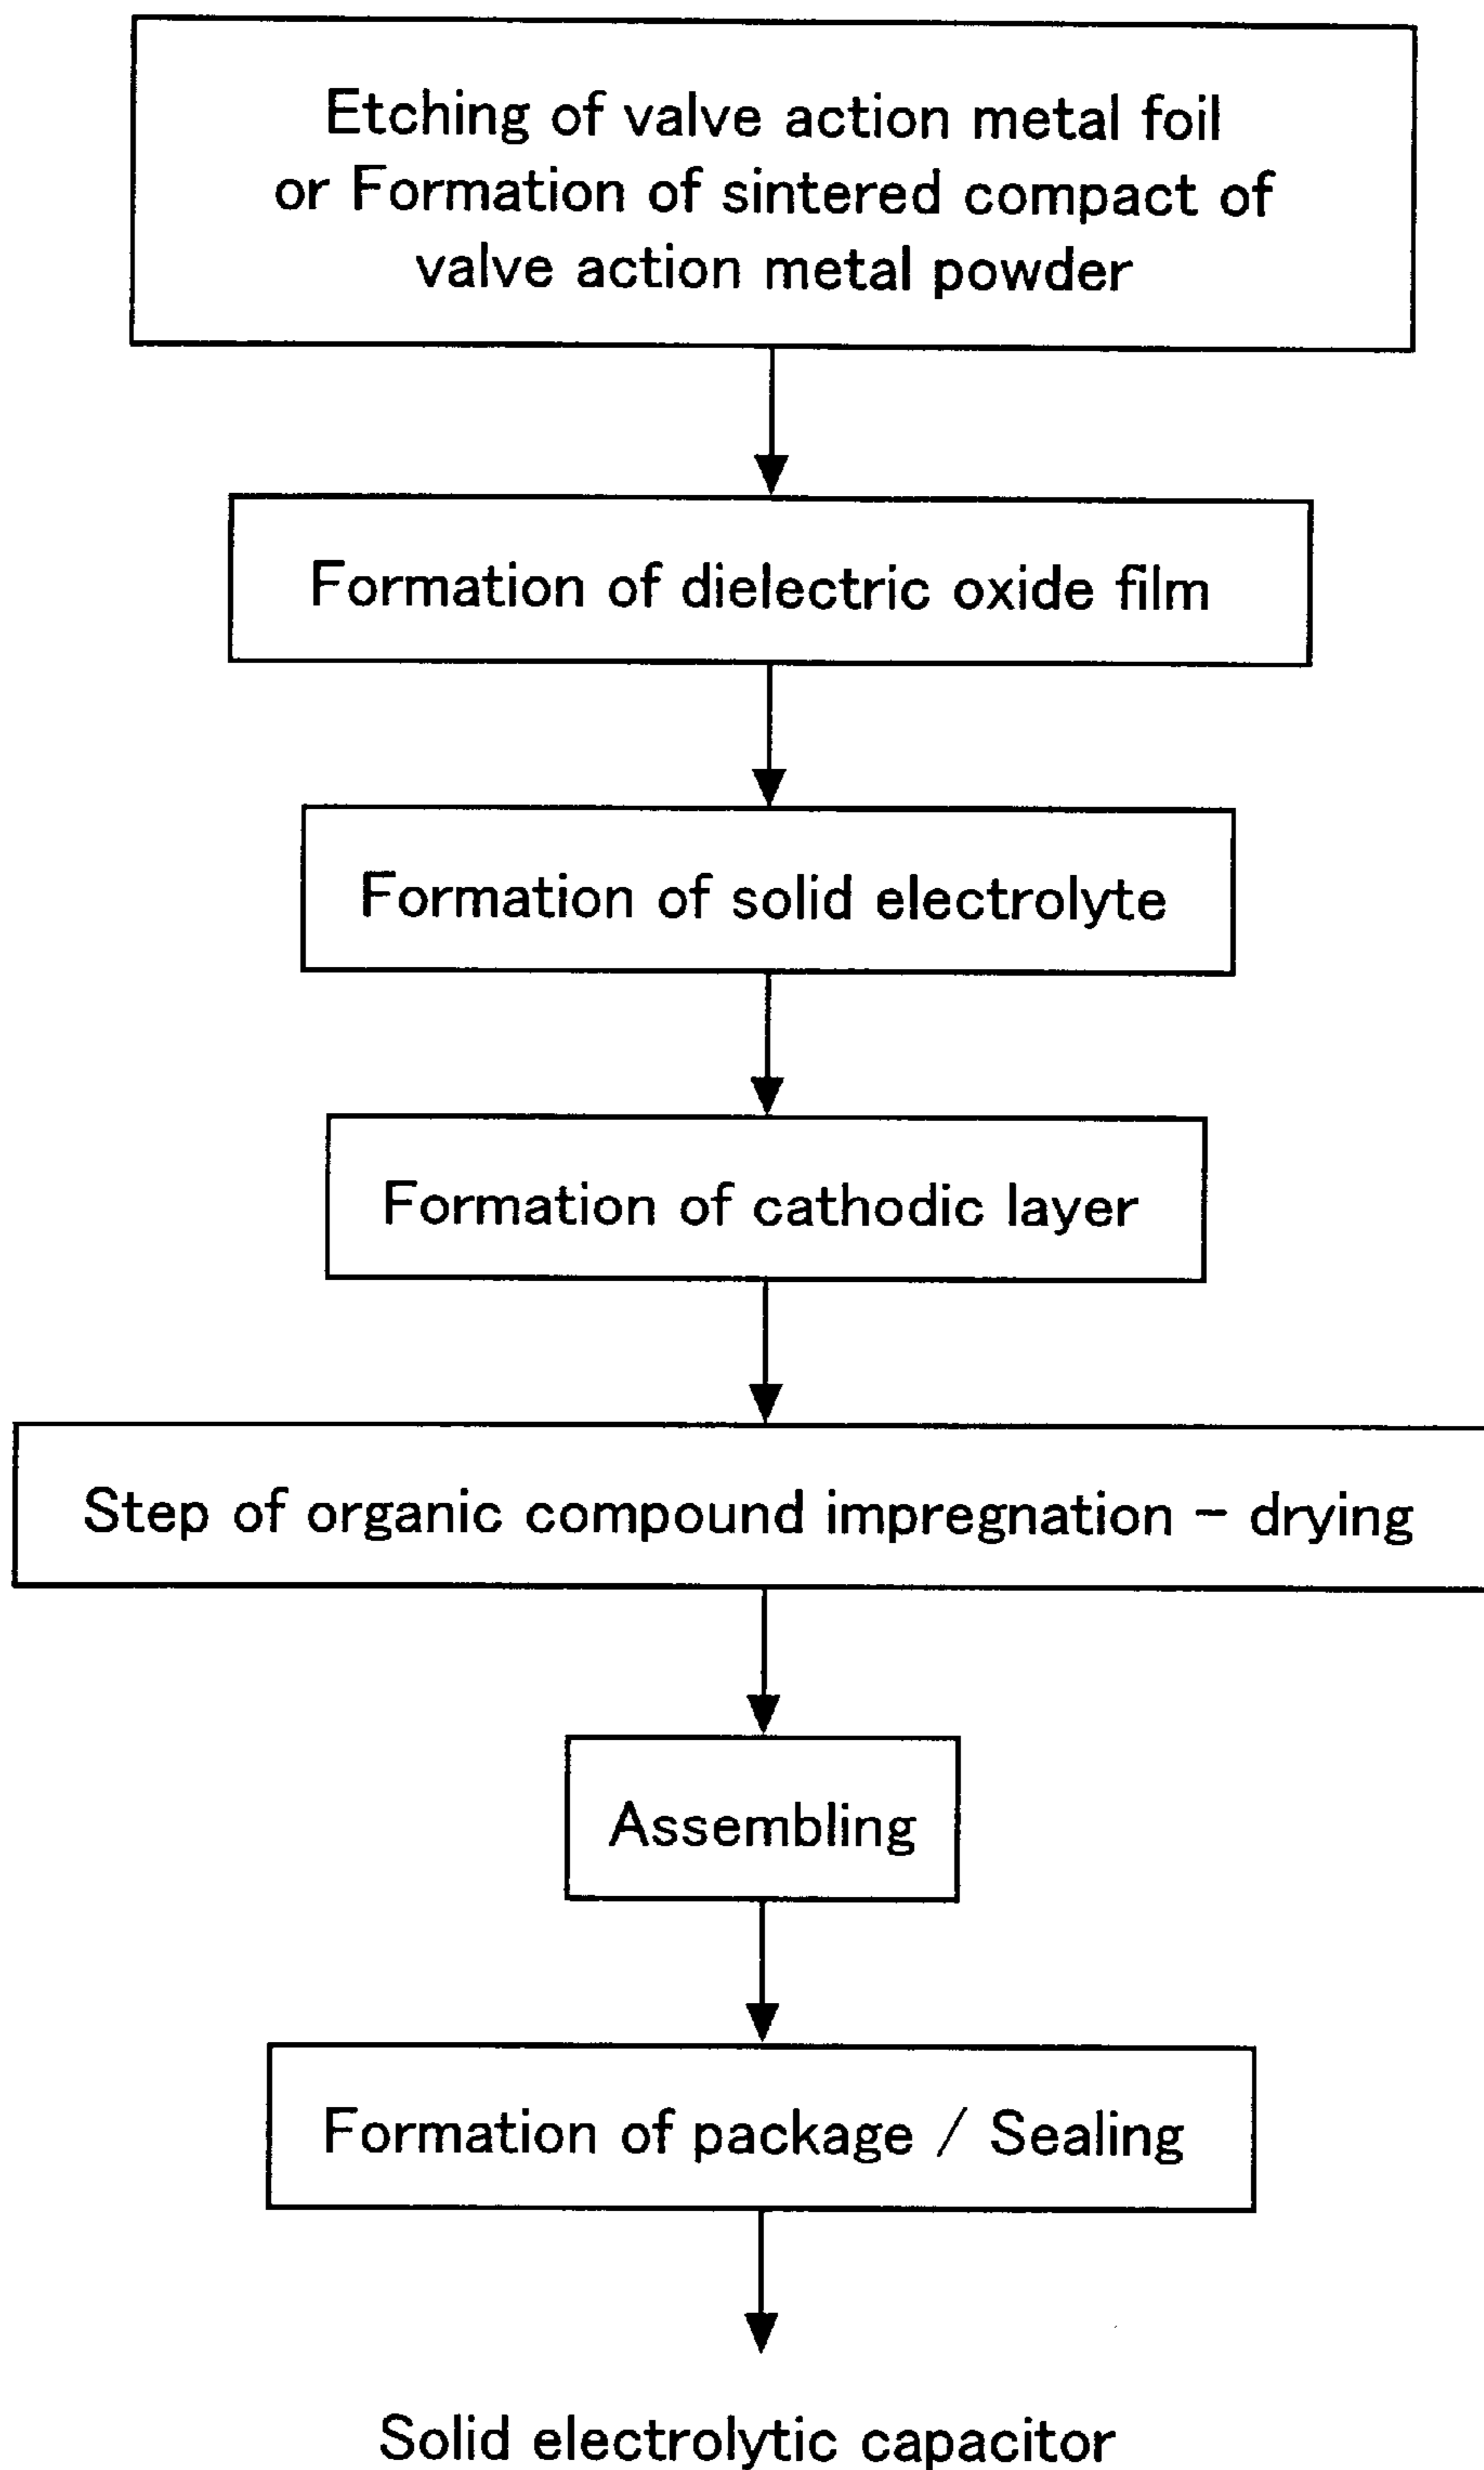 Etching of valve action metal foil
or Formation of sintered compact of
valve action metal powder
Formation of dielectric oxide film
Formation of solid electrolyte
Formation of cathodic layer
Step of organic compound impregnation - drying
Assembling
Formation of package / Sealing
Solid electrolytic capacitor